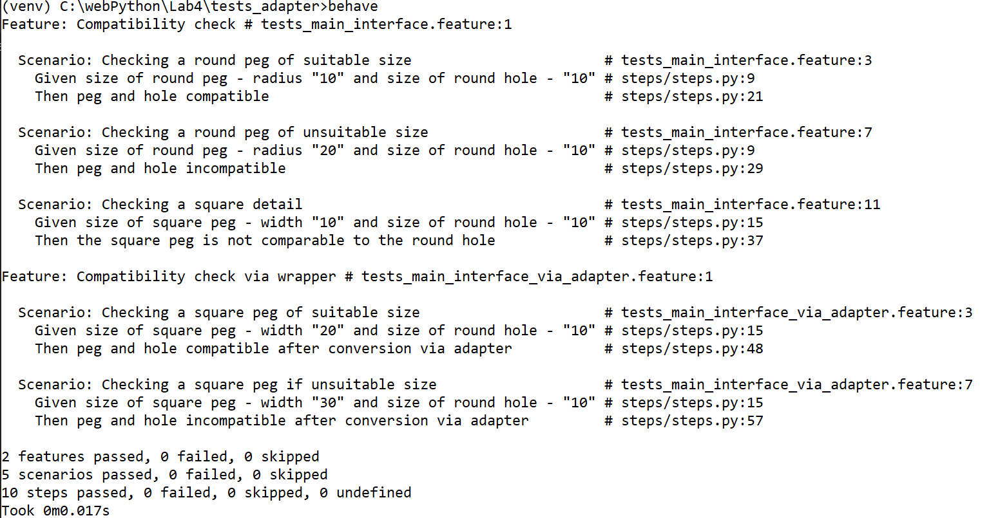 (venv) C:\webPython\Lab4\tests_adapter>behave
Feature: Compatibility check # tests_main_interface.feature:1

  Scenario: Checking a round peg of suitable size                       # tests_main_interface.feature:3
    Given size of round peg - radius "10" and size of round hole - "10" # steps/steps.py:9
    Then peg and hole compatible                                        # steps/steps.py:21

  Scenario: Checking a round peg of unsuitable size                     # tests_main_interface.feature:7
    Given size of round peg - radius "20" and size of round hole - "10" # steps/steps.py:9
    Then peg and hole incompatible                                      # steps/steps.py:29

  Scenario: Checking a square detail                                    # tests_main_interface.feature:11
    Given size of square peg - width "10" and size of round hole - "10" # steps/steps.py:15
    Then the square peg is not comparable to the round hole             # steps/steps.py:37

Feature: Compatibility check via wrapper # tests_main_interface_via_adapter.feature:1

  Scenario: Checking a square peg of suitable size                      # tests_main_interface_via_adapter.feature:3
    Given size of square peg - width "20" and size of round hole - "10" # steps/steps.py:15
    Then peg and hole compatible after conversion via adapter           # steps/steps.py:48

  Scenario: Checking a square peg if unsuitable size                    # tests_main_interface_via_adapter.feature:7
    Given size of square peg - width "30" and size of round hole - "10" # steps/steps.py:15
    Then peg and hole incompatible after conversion via adapter         # steps/steps.py:57

2 features passed, 0 failed, 0 skipped
5 scenarios passed, 0 failed, 0 skipped
10 steps passed, 0 failed, 0 skipped, 0 undefined
Took 0m0.017s